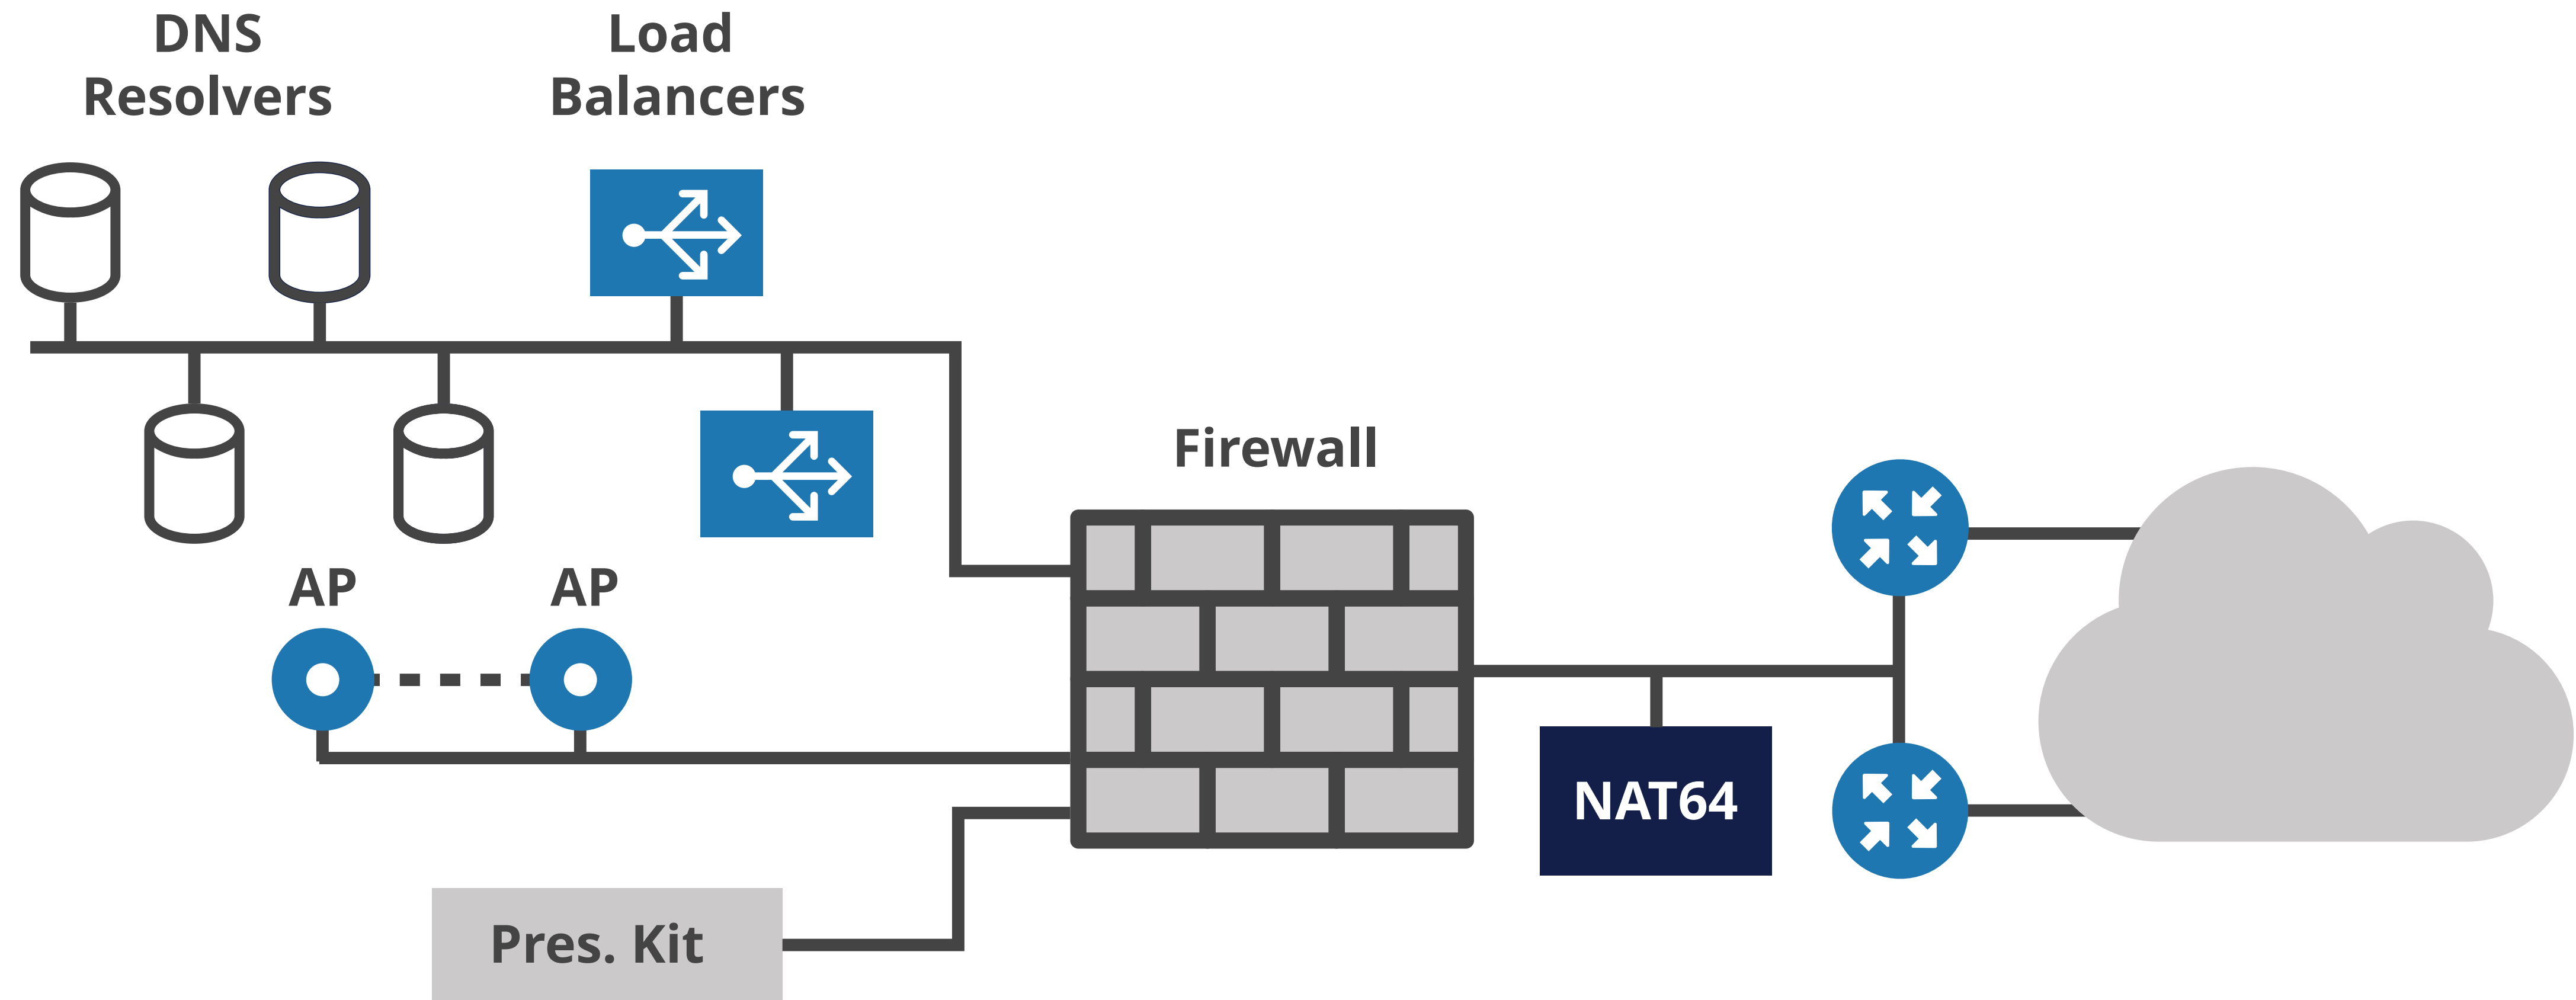 DNS
Resolvers
Load
Balancers
Firewall
AP
AP
NAT64
Pres. Kit